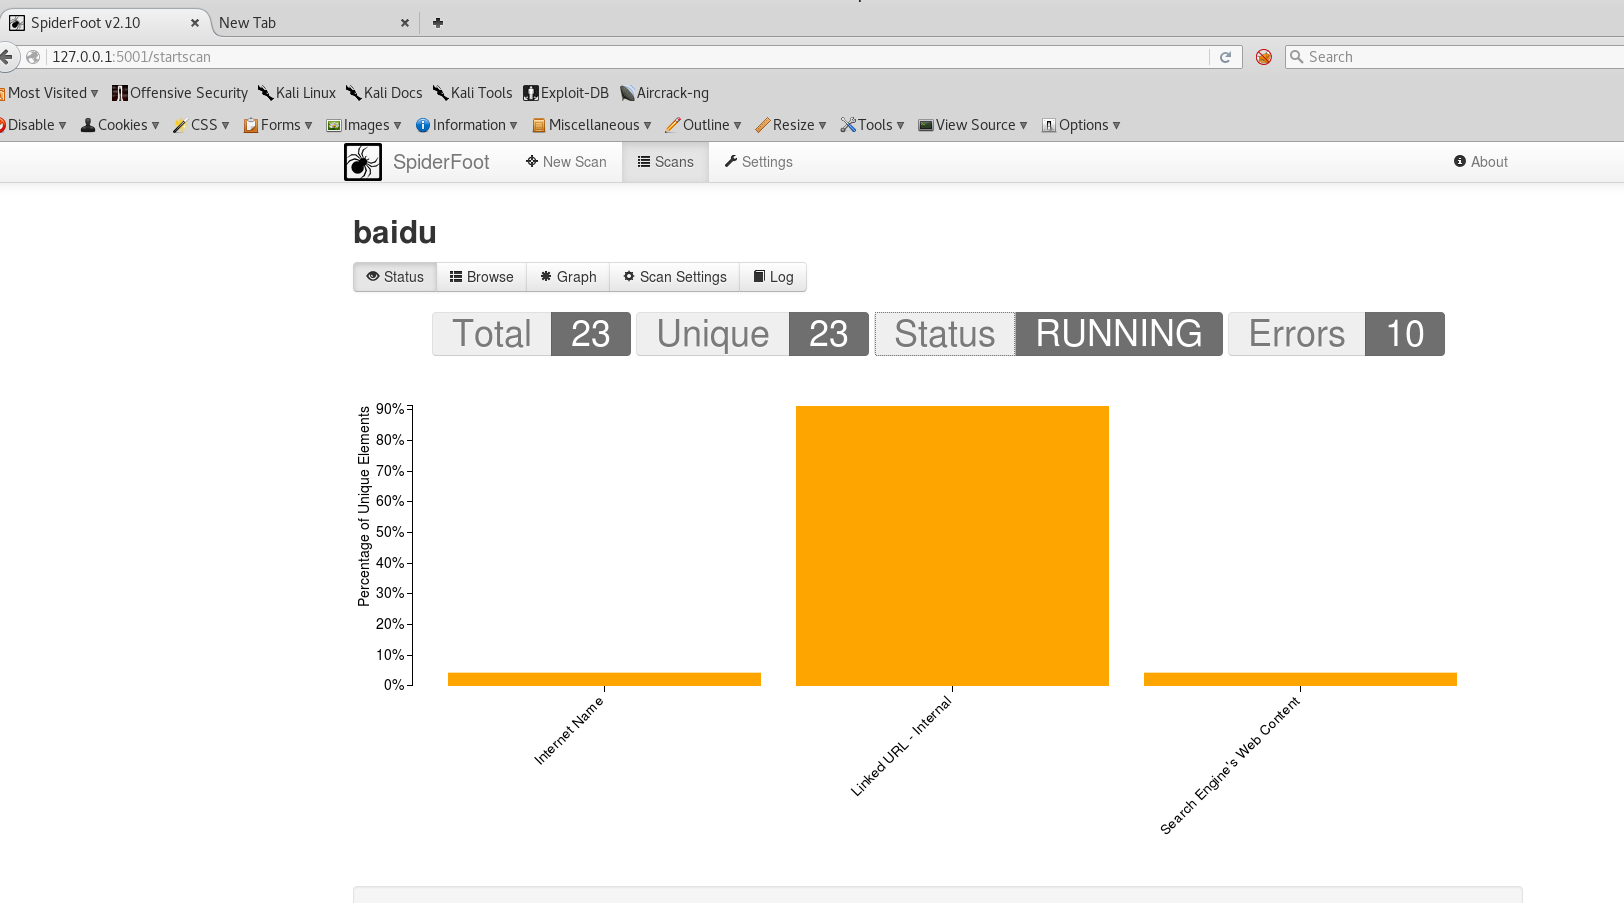 SpiderFoot v2.10
New Tab
127.0.0.1:5001/startscan
Search
Most Visited Offensive Security Kali Linux Kali Docs Kali Tools Exploit-DB Aircrack-ng
Disable Cookies CSS Forms Images Information Miscellaneous Outline Resize Tools View Source Options
SpiderFoot New Scan Scans Settings About
baidu
Status Browse Graph Scan Settings Log
Total 23 Unique 23 Status RUNNING Errors 10
Percentage of Unique Elements
90%
80%
70%
60%
50%
40%
30%
20%
10%
0%
Internet Name
Linked URL - Internal
Search Engine's Web Content